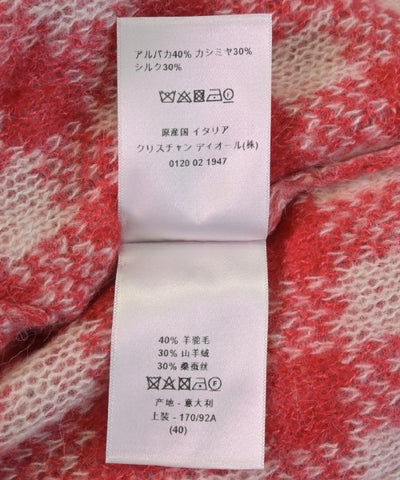 アルパカ40% カシミヤ30%
シルク30%
原産国 イタリア
クリスチャン ディオール(株)
0120 02 1947
40% 羊驼毛
30% 山羊绒
30% 桑蚕丝
产地 - 意大利
上装 - 170/92A
(40)